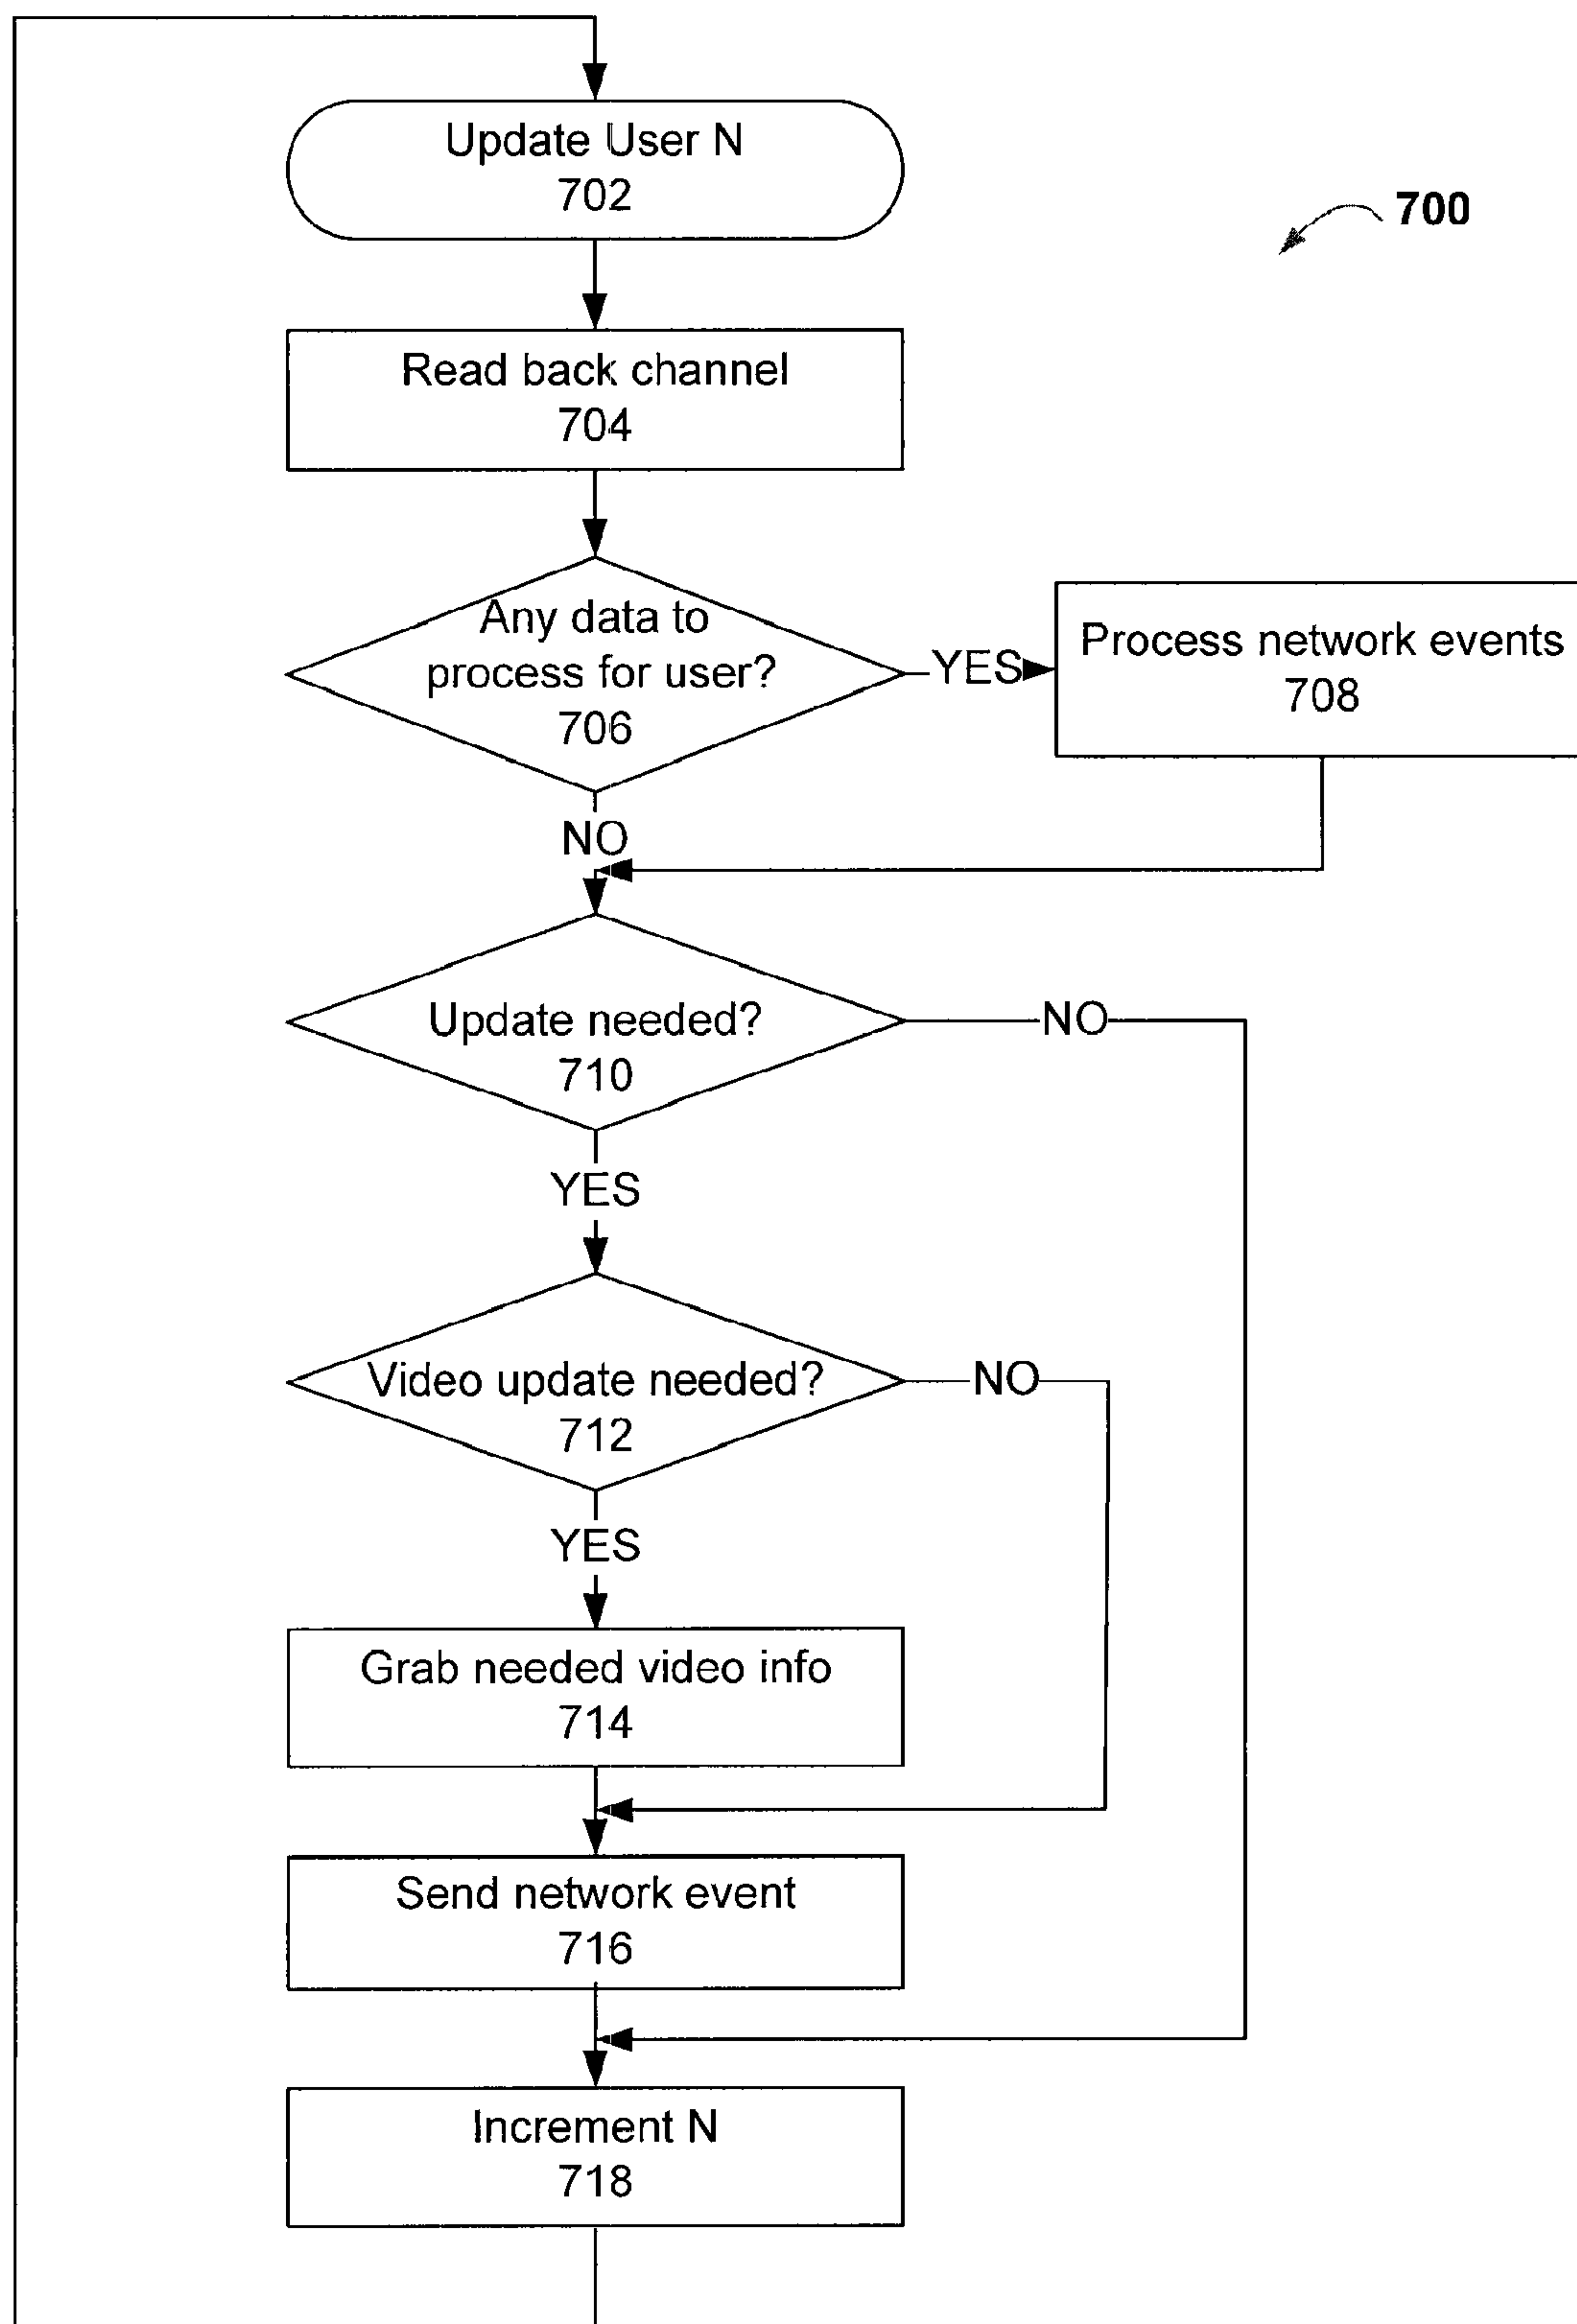 Update User N
702
700
Read back channel
704
Any data to
process for user?
706
YES
Process network events
708
NO
Update needed?
710
NO
YES
Video update needed?
712
NO
YES
Grab needed video info
714
Send network event
716
Increment N
718